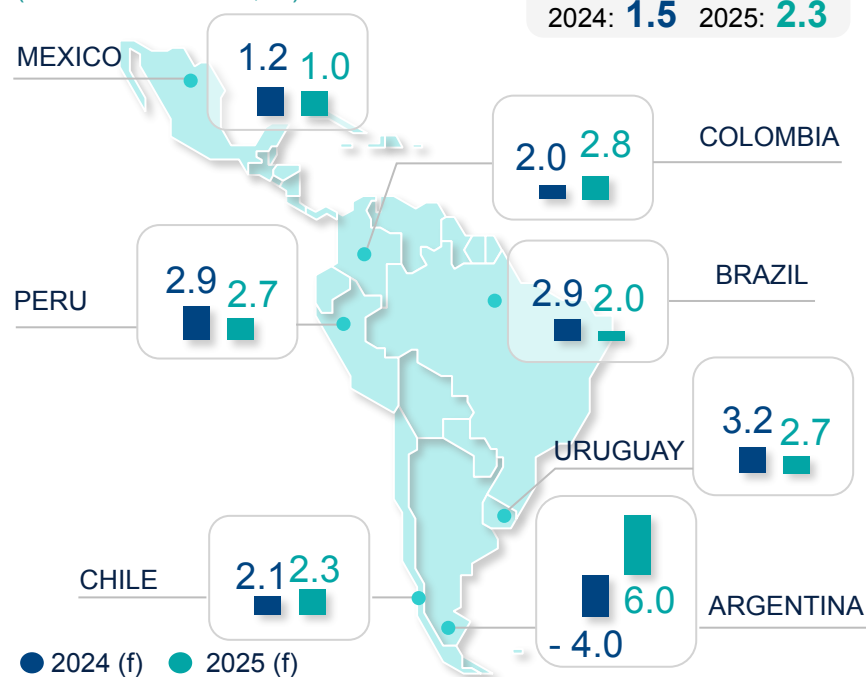 2024: 1.5 2025: 2.3
MEXICO
1.2 1.0
COLOMBIA
2.0 2.8
PERU
2.9 2.7
BRAZIL
2.9 2.0
URUGUAY
3.2 2.7
CHILE
2.1 2.3
ARGENTINA
6.0
- 4.0
2024 (f) 2025 (f)